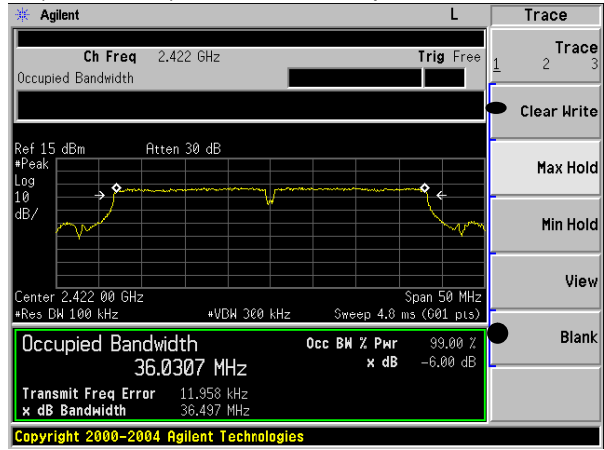 Agilent L Trace
Ch Freq 2.422 GHz Trig Free
Occupied Bandwidth
Trace
1 2 3
Clear Write
Ref 15 dBm Atten 30 dB
#Peak
Log
10
dB/
Max Hold
Min Hold
View
Center 2.422 00 GHz Span 50 MHz
#Res BW 100 kHz #VBW 300 kHz Sweep 4.8 ms (601 pts)
Blank
Occupied Bandwidth Occ BW % Pwr 99.00 %
36.0307 MHz x dB -6.00 dB
Transmit Freq Error 11.958 kHz
x dB Bandwidth 36.497 MHz
Copyright 2000-2004 Agilent Technologies